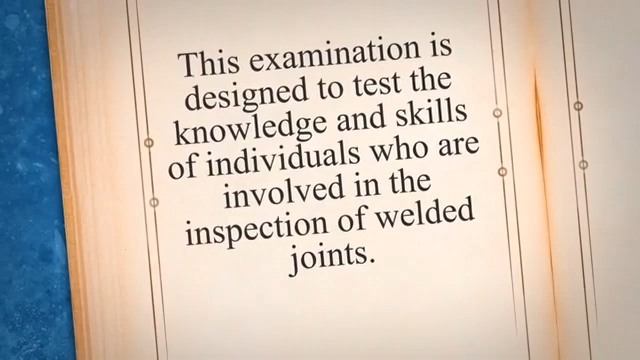 This examination is
designed to test the
knowledge and skills
of individuals who are
involved in the
inspection of welded
joints.